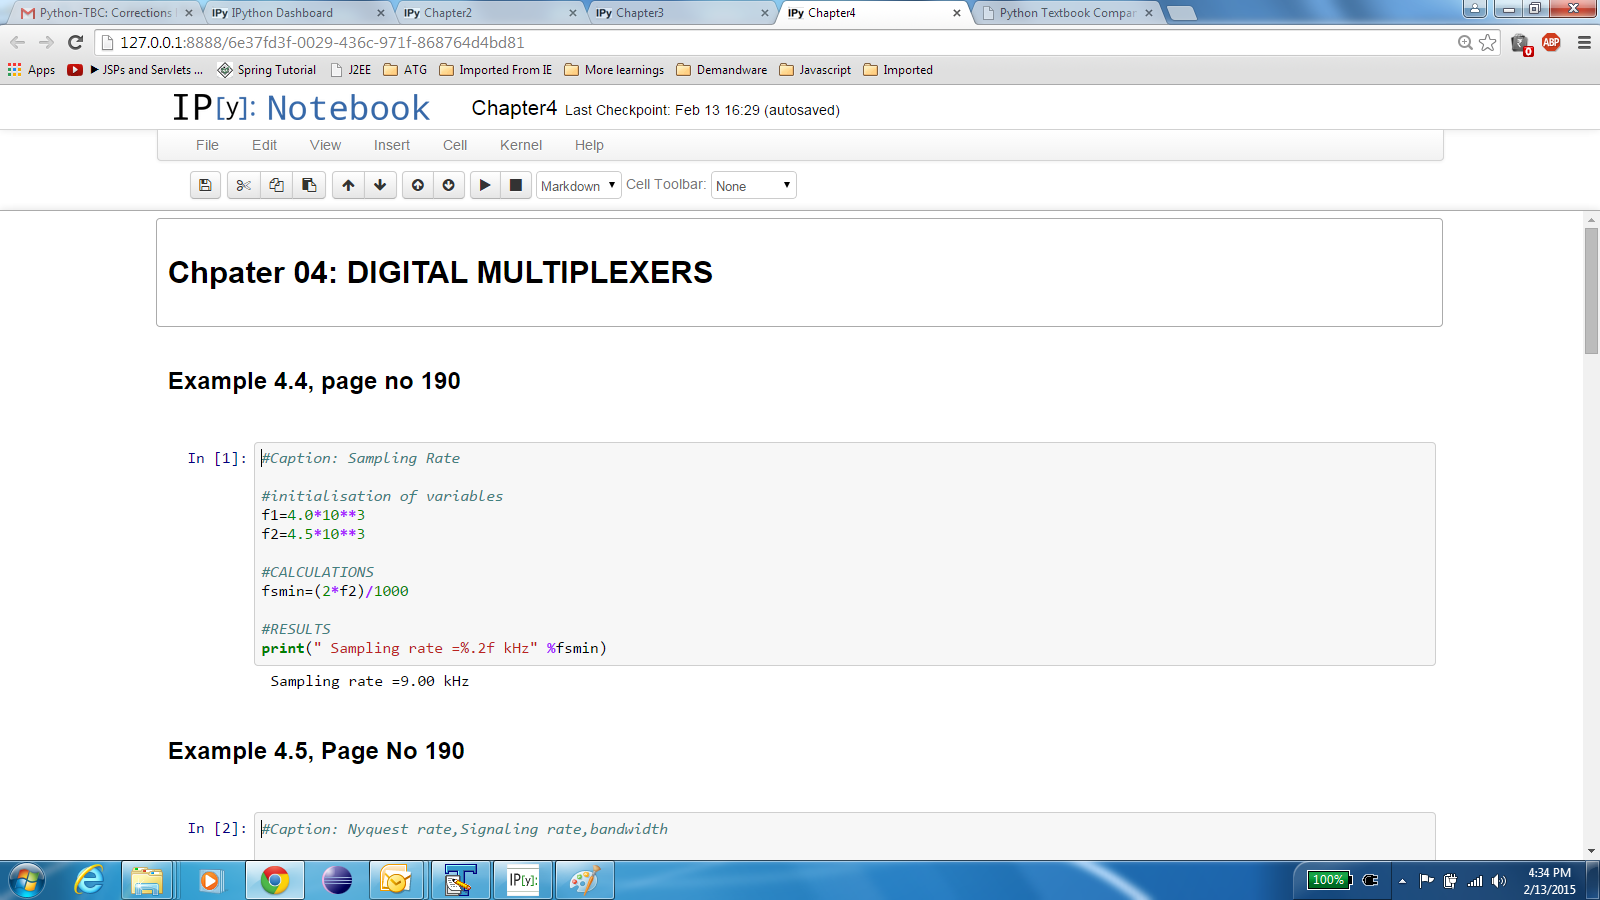 Python-TBC: Corrections
IPy IPython Dashboard
IPy Chapter2
IPy Chapter3
IPy Chapter4
Python Textbook Compar
127.0.0.1:8888/6e37fd3f-0029-436c-971f-868764d4bd81
ABP
0
Apps
►JSPs and Servlets ...
Spring Tutorial
J2EE
ATG
Imported From IE
More learnings
Demandware
Javascript
Imported
IP[y]: Notebook
Chapter4 Last Checkpoint: Feb 13 16:29 (autosaved)
File Edit View Insert Cell Kernel Help
Markdown
Cell Toolbar:
None
Chpater 04: DIGITAL MULTIPLEXERS
Example 4.4, page no 190
In [1]:
#Caption: Sampling Rate
#initialisation of variables
f1=4.0*10**3
f2=4.5*10**3
#CALCULATIONS
fsmin=(2*f2)/1000
#RESULTS
print(" Sampling rate =%.2f kHz" %fsmin)
Sampling rate =9.00 kHz
Example 4.5, Page No 190
In [2]:
#Caption: Nyquest rate,Signaling rate,bandwidth
IP[y]:
100%
4:34 PM
2/13/2015